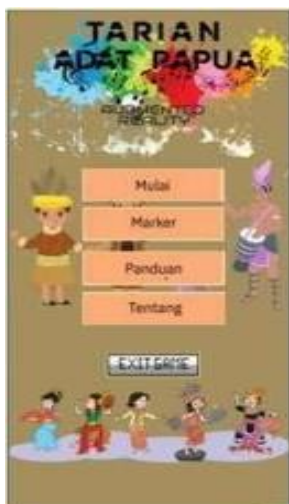 TARIAN
ADAT PAPUA
AUGMENTED
REALITY
Mulai
Marker
Panduan
Tentang
EXIT GAME